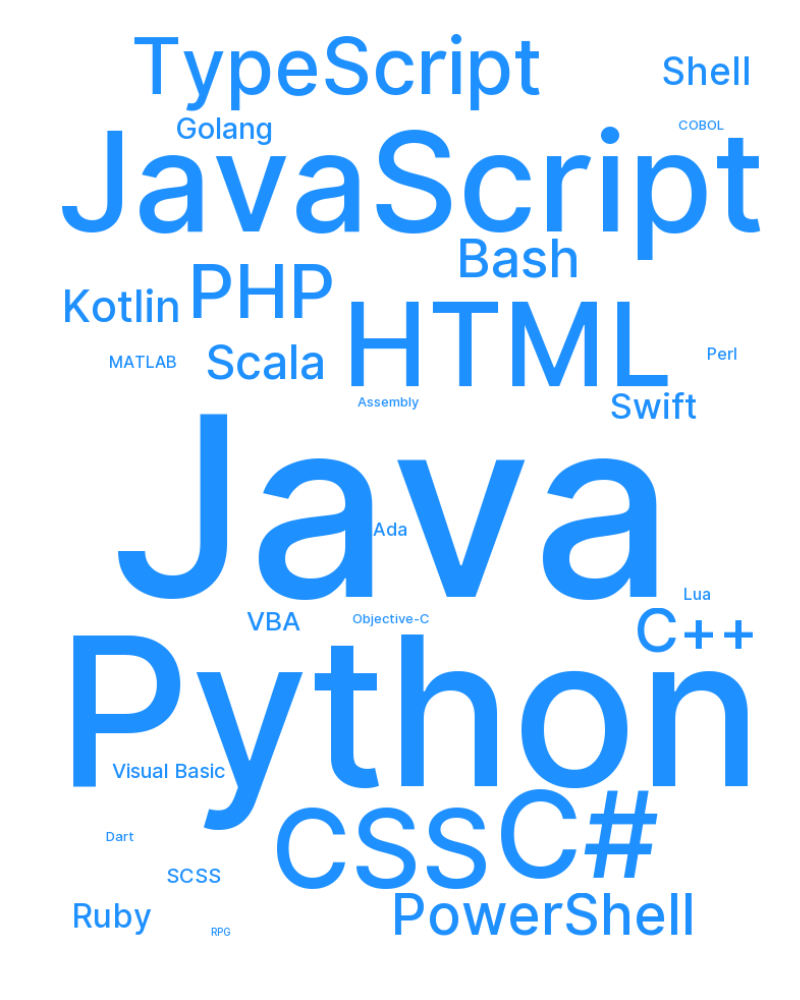 TypeScript
Shell
Golang
COBOL
JavaScript
Bash
Kotlin
PHP
HTML
MATLAB
Scala
Perl
Assembly
Swift
Java
Ada
Lua
VBA
Objective-C
C++
Python
Visual Basic
CSS
C#
Dart
SCSS
Ruby
RPG
PowerShell